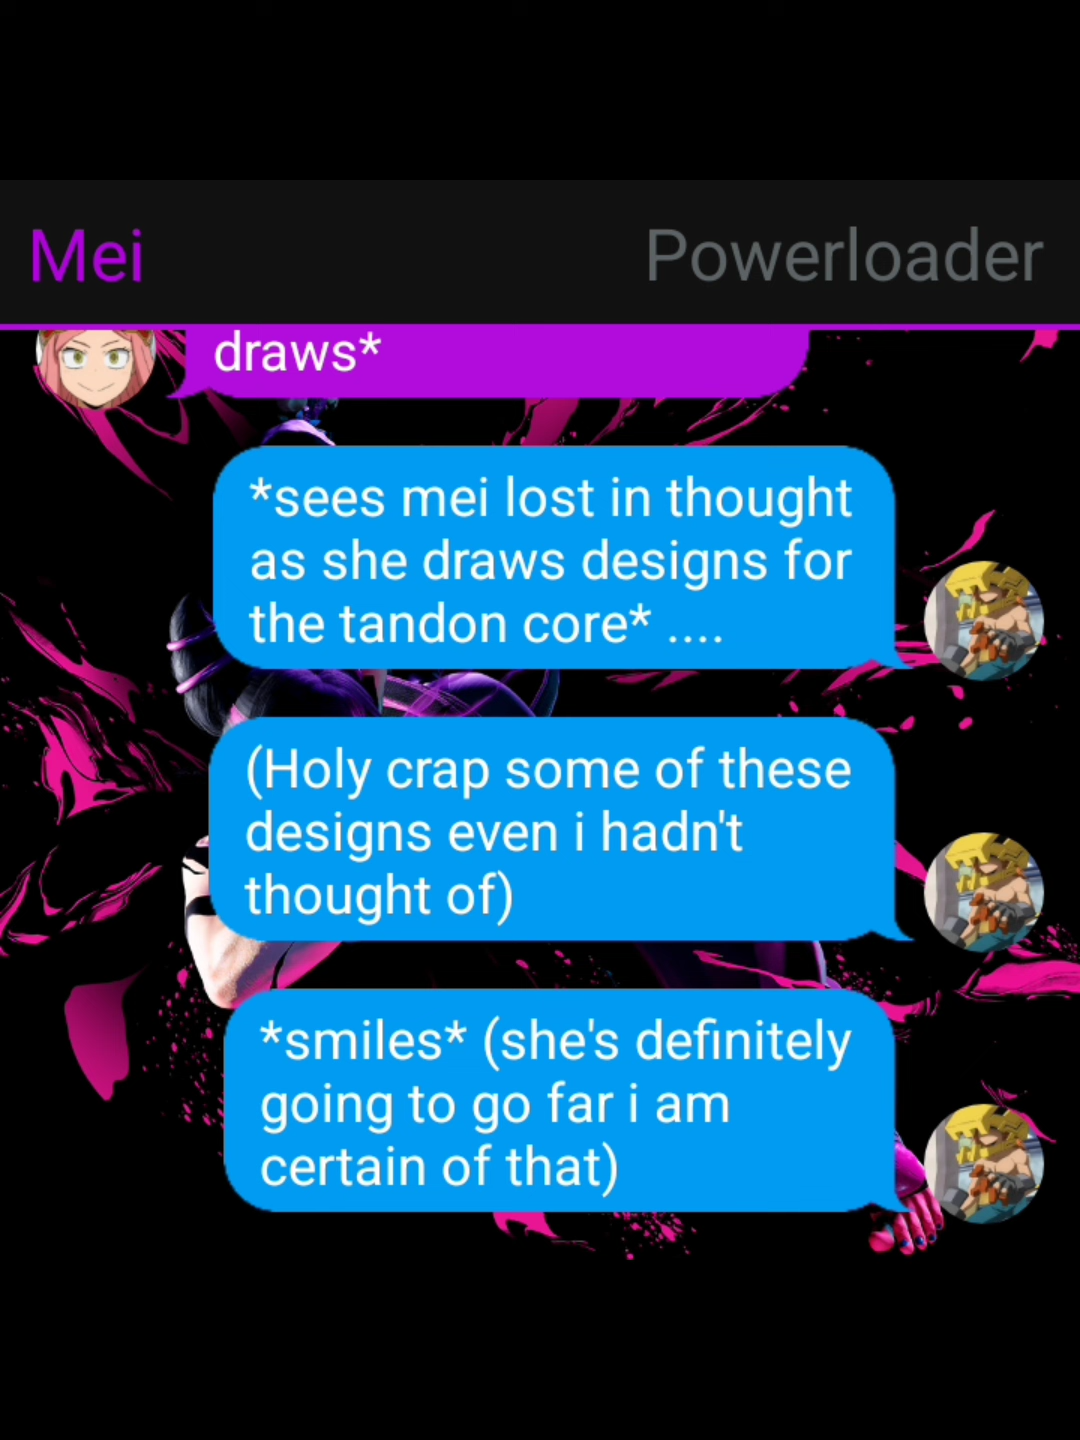 Mei
Powerloader
draws*
*sees mei lost in thought
as she draws designs for
the tandon core* ....
(Holy crap some of these
designs even i hadn't
thought of)
*smiles* (she's definitely
going to go far i am
certain of that)